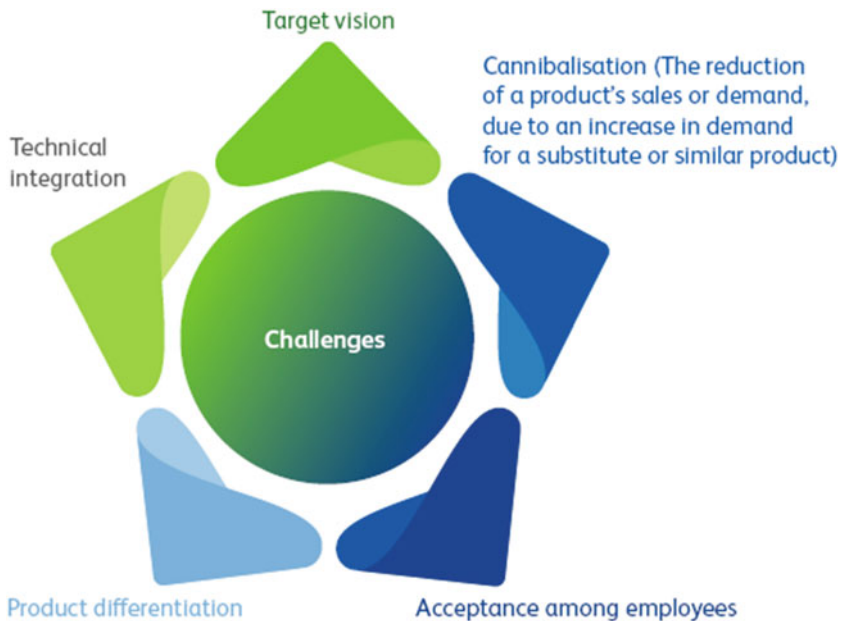 Target vision
Cannibalisation (The reduction
of a product's sales or demand,
due to an increase in demand
for a substitute or similar product)
Technical
integration
Challenges
Product differentiation
Acceptance among employees